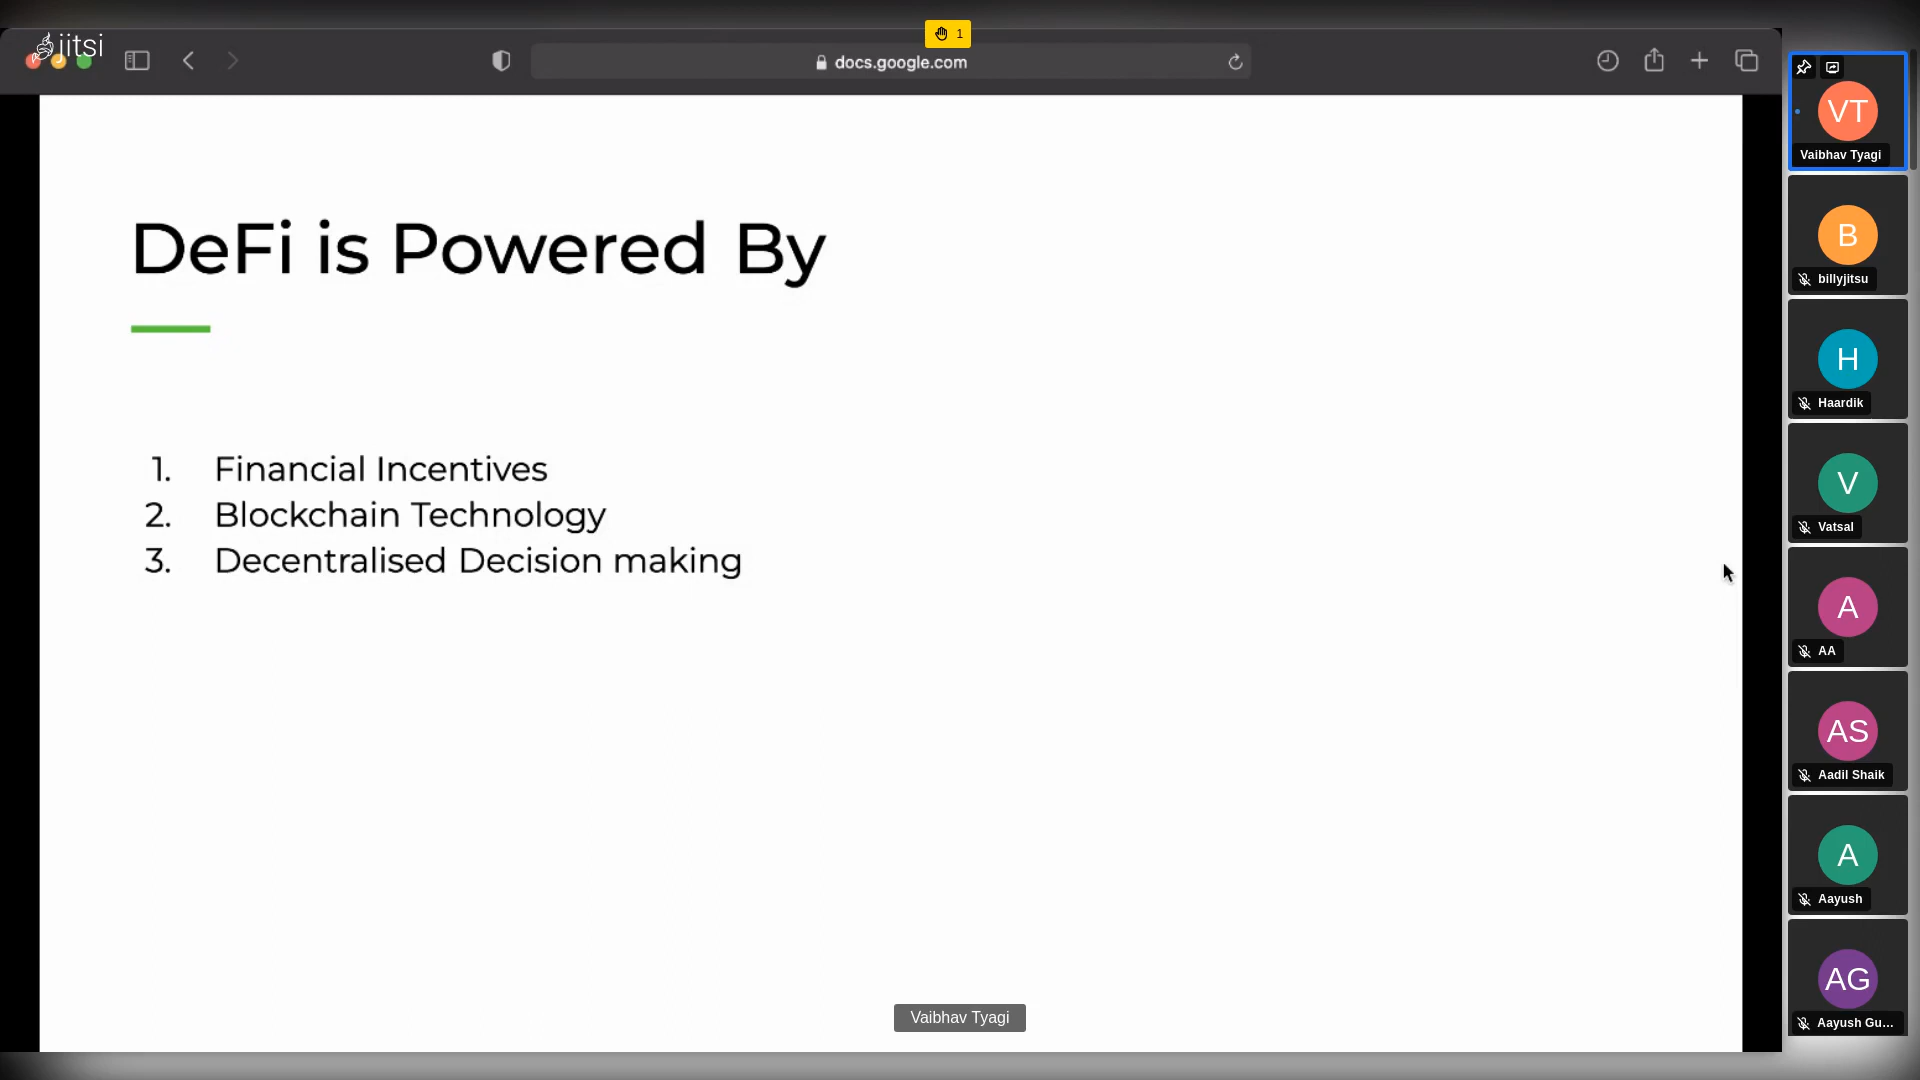 jitsi
1
docs.google.com
DeFi is Powered By
1. Financial Incentives
2. Blockchain Technology
3. Decentralised Decision making
Vaibhav Tyagi
VT
Vaibhav Tyagi
B
billyjitsu
H
Haardik
V
Vatsal
A
AA
AS
Aadil Shaik
A
Aayush
AG
Aayush Gu...